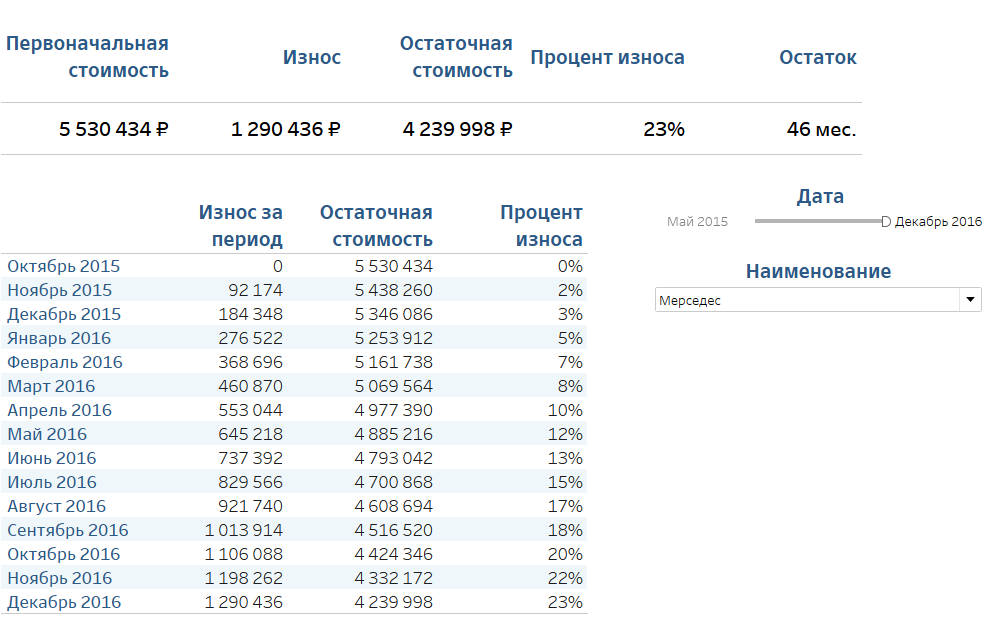 Первоначальная стоимость Износ Остаточная стоимость Процент износа Остаток
5 530 434 ₽ 1 290 436 ₽ 4 239 998 ₽ 23% 46 мес.
Износ за период Остаточная стоимость Процент износа
Октябрь 2015 0 5 530 434 0%
Ноябрь 2015 92 174 5 438 260 2%
Декабрь 2015 184 348 5 346 086 3%
Январь 2016 276 522 5 253 912 5%
Февраль 2016 368 696 5 161 738 7%
Март 2016 460 870 5 069 564 8%
Апрель 2016 553 044 4 977 390 10%
Май 2016 645 218 4 885 216 12%
Июнь 2016 737 392 4 793 042 13%
Июль 2016 829 566 4 700 868 15%
Август 2016 921 740 4 608 694 17%
Сентябрь 2016 1 013 914 4 516 520 18%
Октябрь 2016 1 106 088 4 424 346 20%
Ноябрь 2016 1 198 262 4 332 172 22%
Декабрь 2016 1 290 436 4 239 998 23%
Дата
Май 2015 Декабрь 2016
Наименование
Мерседес